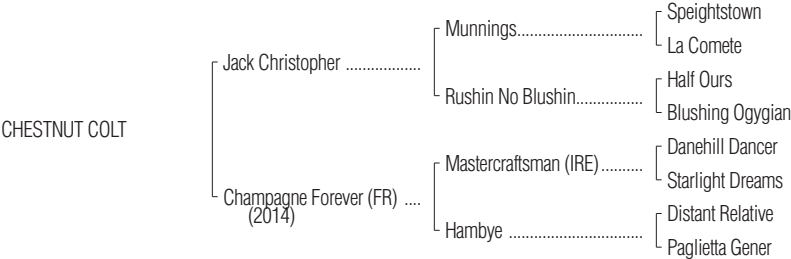 Speightstown
Munnings..............................
La Comete
Jack Christopher ..................
Half Ours
Rushin No Blushin................
Blushing Ogygian
CHESTNUT COLT
Danehill Dancer
Mastercraftsman (IRE)..........
Starlight Dreams
Champagne Forever (FR) ....
(2014)
Distant Relative
Hambye ................................
Paglietta Gener